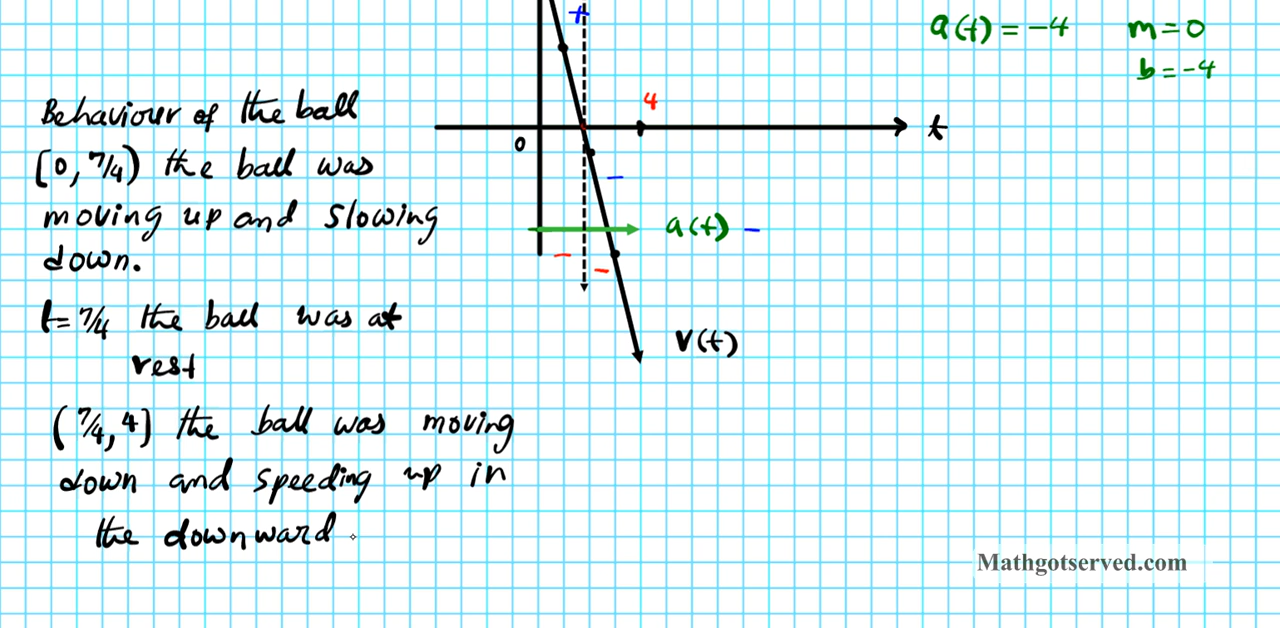 +
a(t) = -4 m = 0
b = -4
4
Behaviour of the ball
t
0
[0, 7/4) the ball was
-
moving up and slowing
a(t) -
down.
- -
t = 7/4 the ball was at
rest
v(t)
(7/4, 4] the ball was moving
down and speeding up in
the downward
Mathgotserved.com